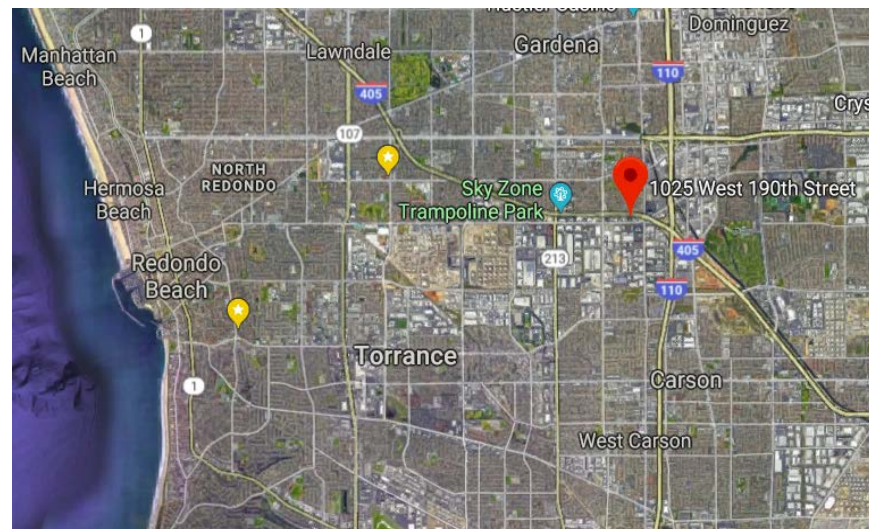 Dominguez
1
Lawndale
Gardena
Manhattan
Beach
110
405
Crys
107
NORTH
REDONDO
Hermosa
Beach
Sky Zone
Trampoline Park
1025 West 190th Street
405
213
Redondo
Beach
110
Torrance
1
Carson
West Carson